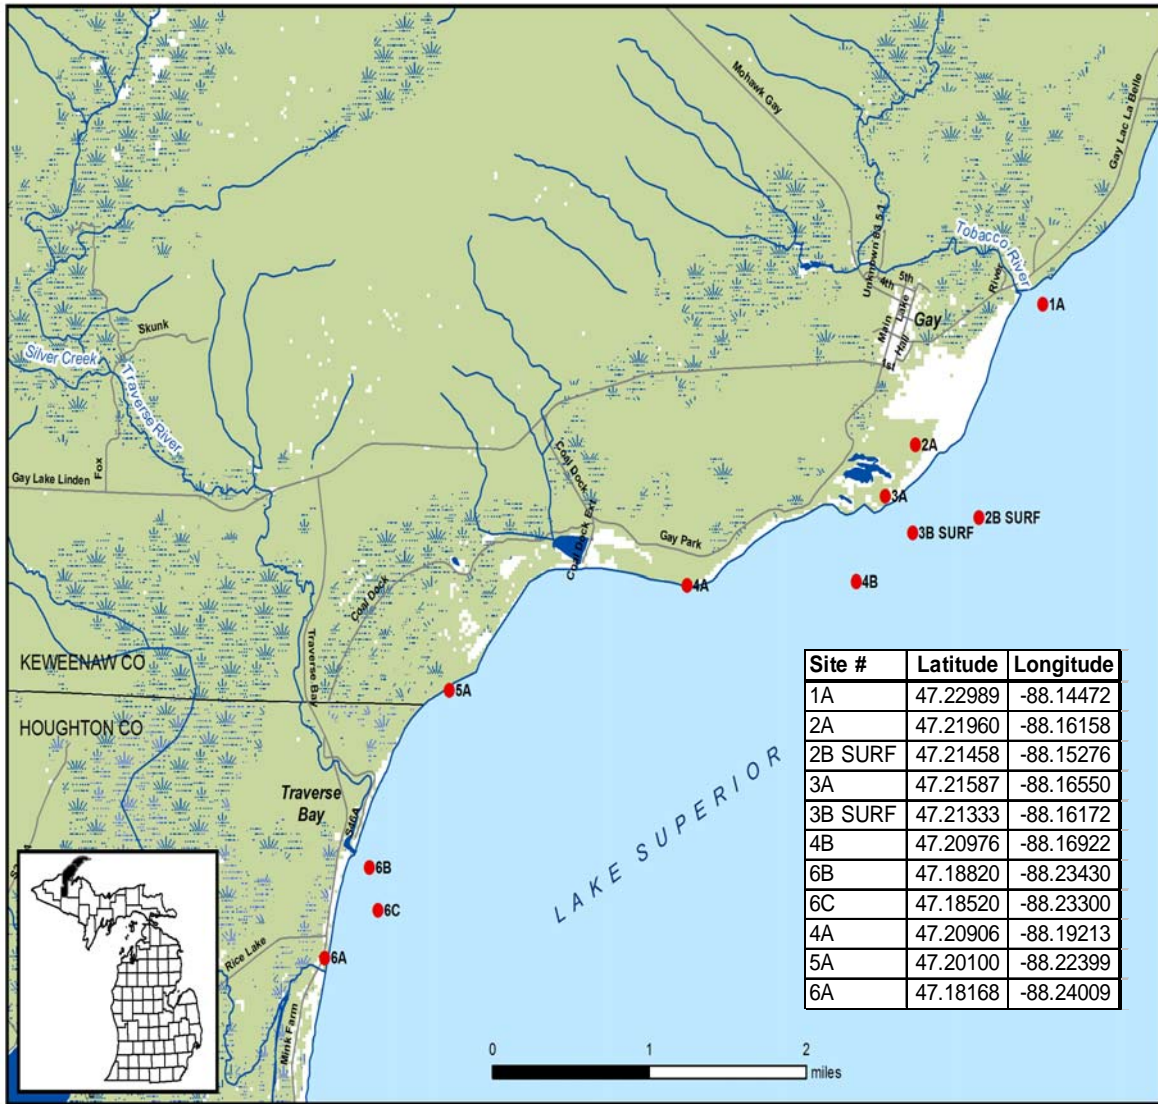 Mohawk Gay
Gay Lac La Belle
Tobacco River
River
Unknown 63 5 1
5th
4th
1A
Main
Lake
Gay
Hall
1st
Skunk
Silver Creek
Traverse River
Fox
Gay Lake Linden
Coal Dock
Coal Dock Ext
Gay Park
2A
3A
2B SURF
3B SURF
4A
4B
Coal Dock
Traverse Bay
KEWEENAW CO
HOUGHTON CO
5A
Traverse
Bay
S46A
6B
6C
6A
Rice Lake
Mink Farm
LAKE SUPERIOR
Site # Latitude Longitude
1A 47.22989 -88.14472
2A 47.21960 -88.16158
2B SURF 47.21458 -88.15276
3A 47.21587 -88.16550
3B SURF 47.21333 -88.16172
4B 47.20976 -88.16922
6B 47.18820 -88.23430
6C 47.18520 -88.23300
4A 47.20906 -88.19213
5A 47.20100 -88.22399
6A 47.18168 -88.24009
0 1 2
miles